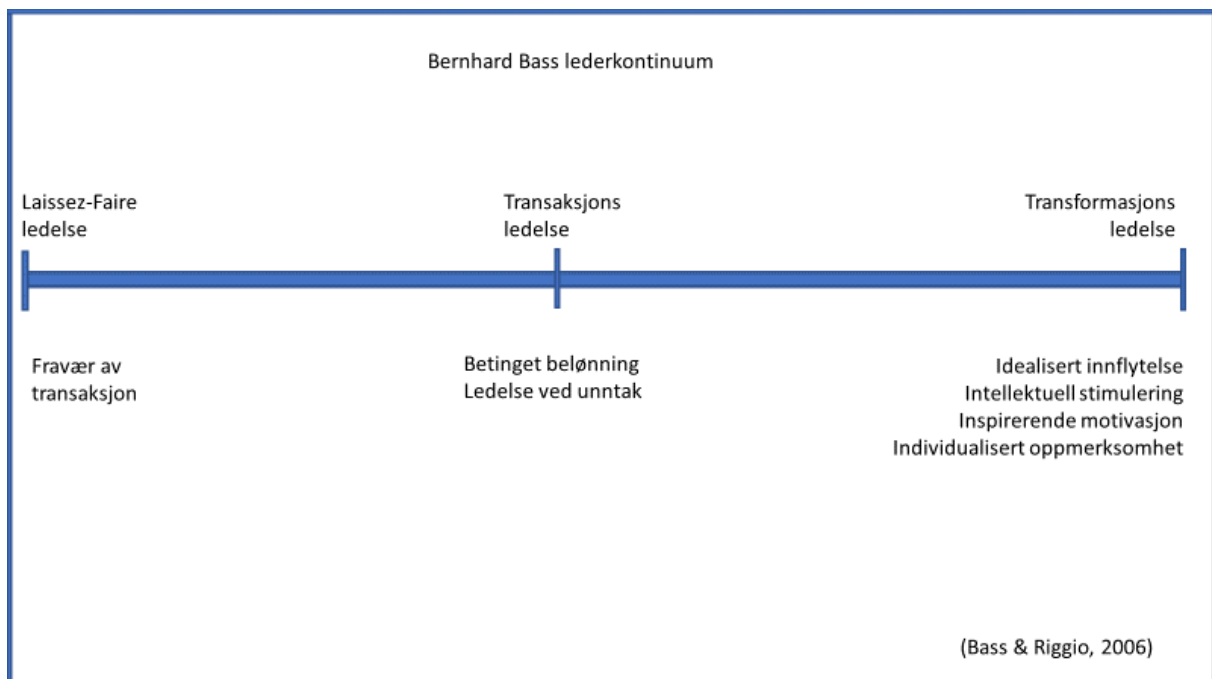 Bernhard Bass lederkontinuum
Laissez-Faire
ledelse
Transaksjons
ledelse
Transformasjons
ledelse
Fravær av
transaksjon
Betinget belønning
Ledelse ved unntak
Idealisert innflytelse
Intellektuell stimulering
Inspirerende motivasjon
Individualisert oppmerksomhet
(Bass & Riggio, 2006)